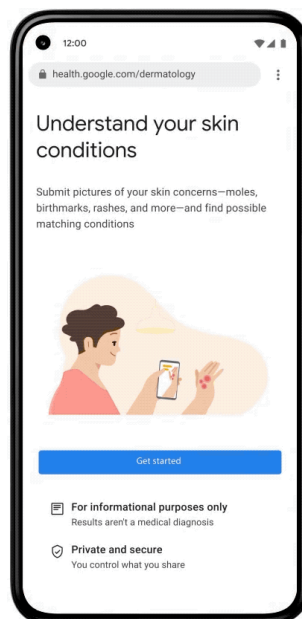 12:00
health.google.com/dermatology
Understand your skin
conditions
Submit pictures of your skin concerns—moles,
birthmarks, rashes, and more—and find possible
matching conditions
Get started
For informational purposes only
Results aren't a medical diagnosis
Private and secure
You control what you share